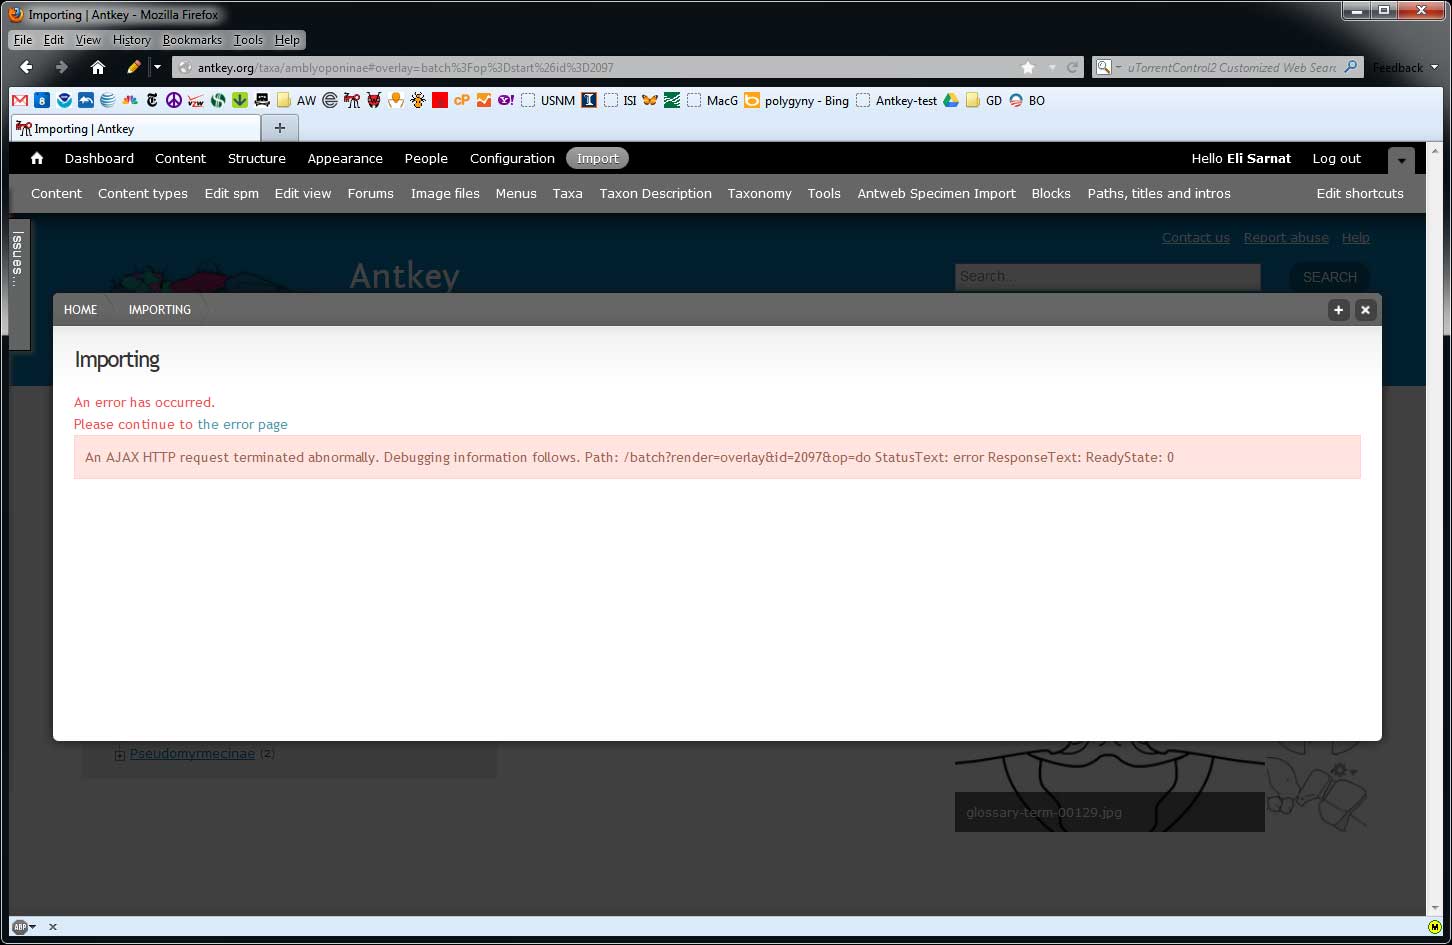 Importing | Antkey - Mozilla Firefox
File Edit View History Bookmarks Tools Help
antkey.org/taxa/amblyoponinae#overlay=batch%3Fop%3Dstart%26id%3D2097
uTorrentControl2 Customized Web Searc
Feedback
8 AW cP Y! USNM I ISI MacG b polygyny - Bing Antkey-test GD BO
Importing | Antkey
Dashboard Content Structure Appearance People Configuration Import Hello Eli Sarnat Log out
Content Content types Edit spm Edit view Forums Image files Menus Taxa Taxon Description Taxonomy Tools Antweb Specimen Import Blocks Paths, titles and intros Edit shortcuts
Issues...
Contact us Report abuse Help
Antkey
Search...
SEARCH
HOME IMPORTING
Importing
An error has occurred.
Please continue to the error page
An AJAX HTTP request terminated abnormally. Debugging information follows. Path: /batch?render=overlay&id=2097&op=do StatusText: error ResponseText: ReadyState: 0
Pseudomyrmecinae (2)
glossary-term-00129.jpg
ABP
M